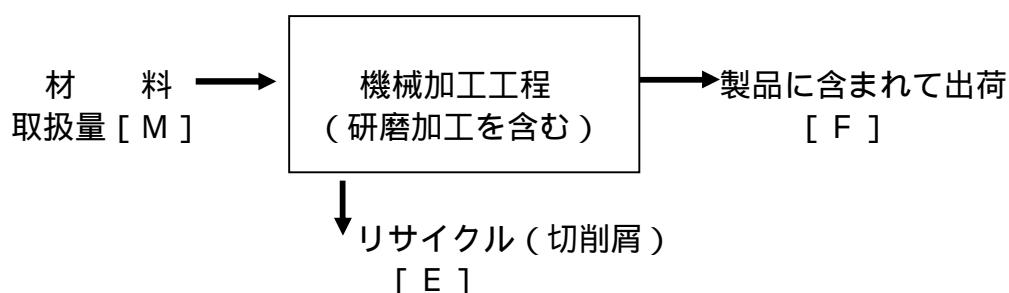 材　　料
取扱量［Ｍ］
機械加工工程
（研磨加工を含む）
製品に含まれて出荷
［Ｆ］
リサイクル（切削屑）
［Ｅ］